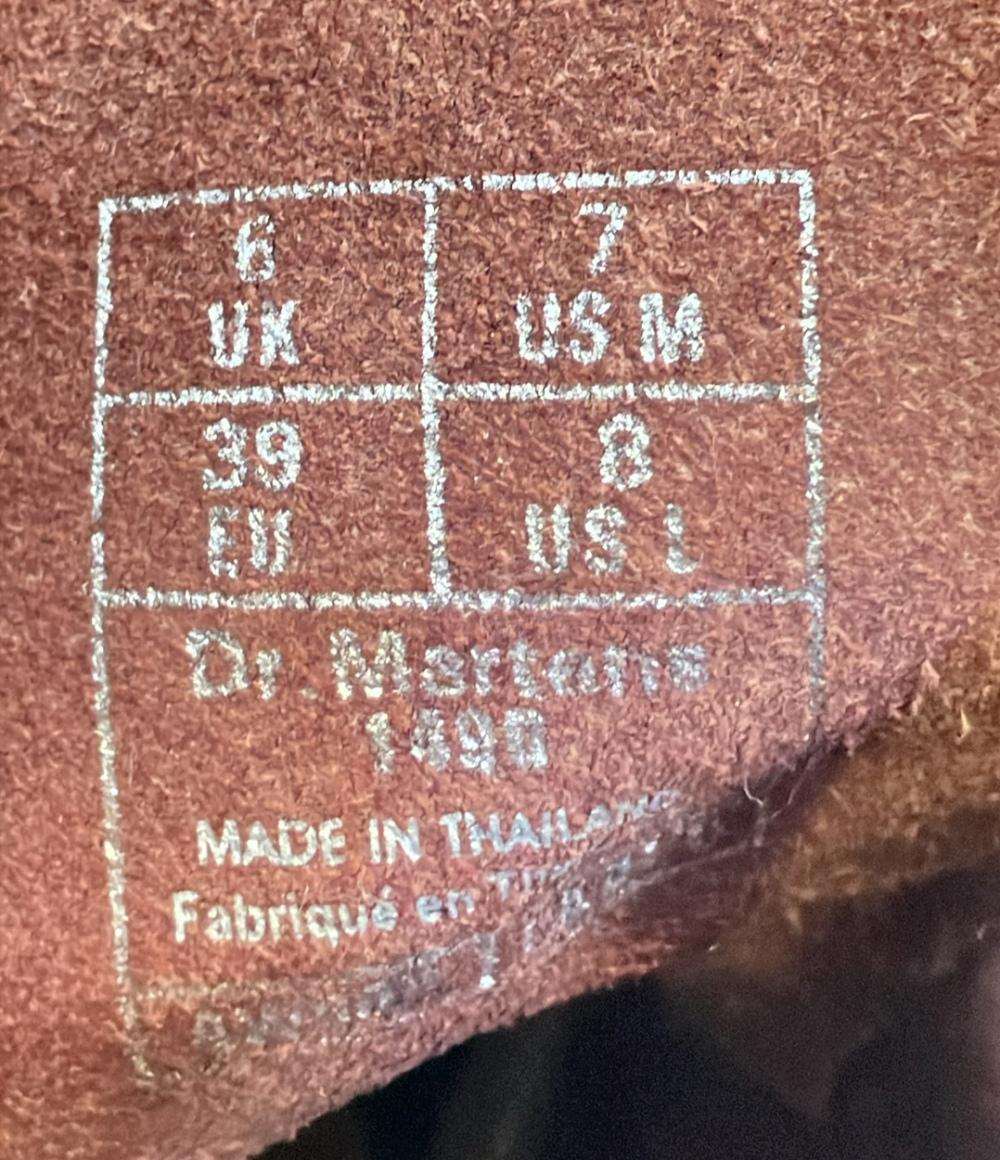 6
UK
7
US M
39
EU
8
US L
Dr. Martens
1490
MADE IN THAILAND
Fabriqué en